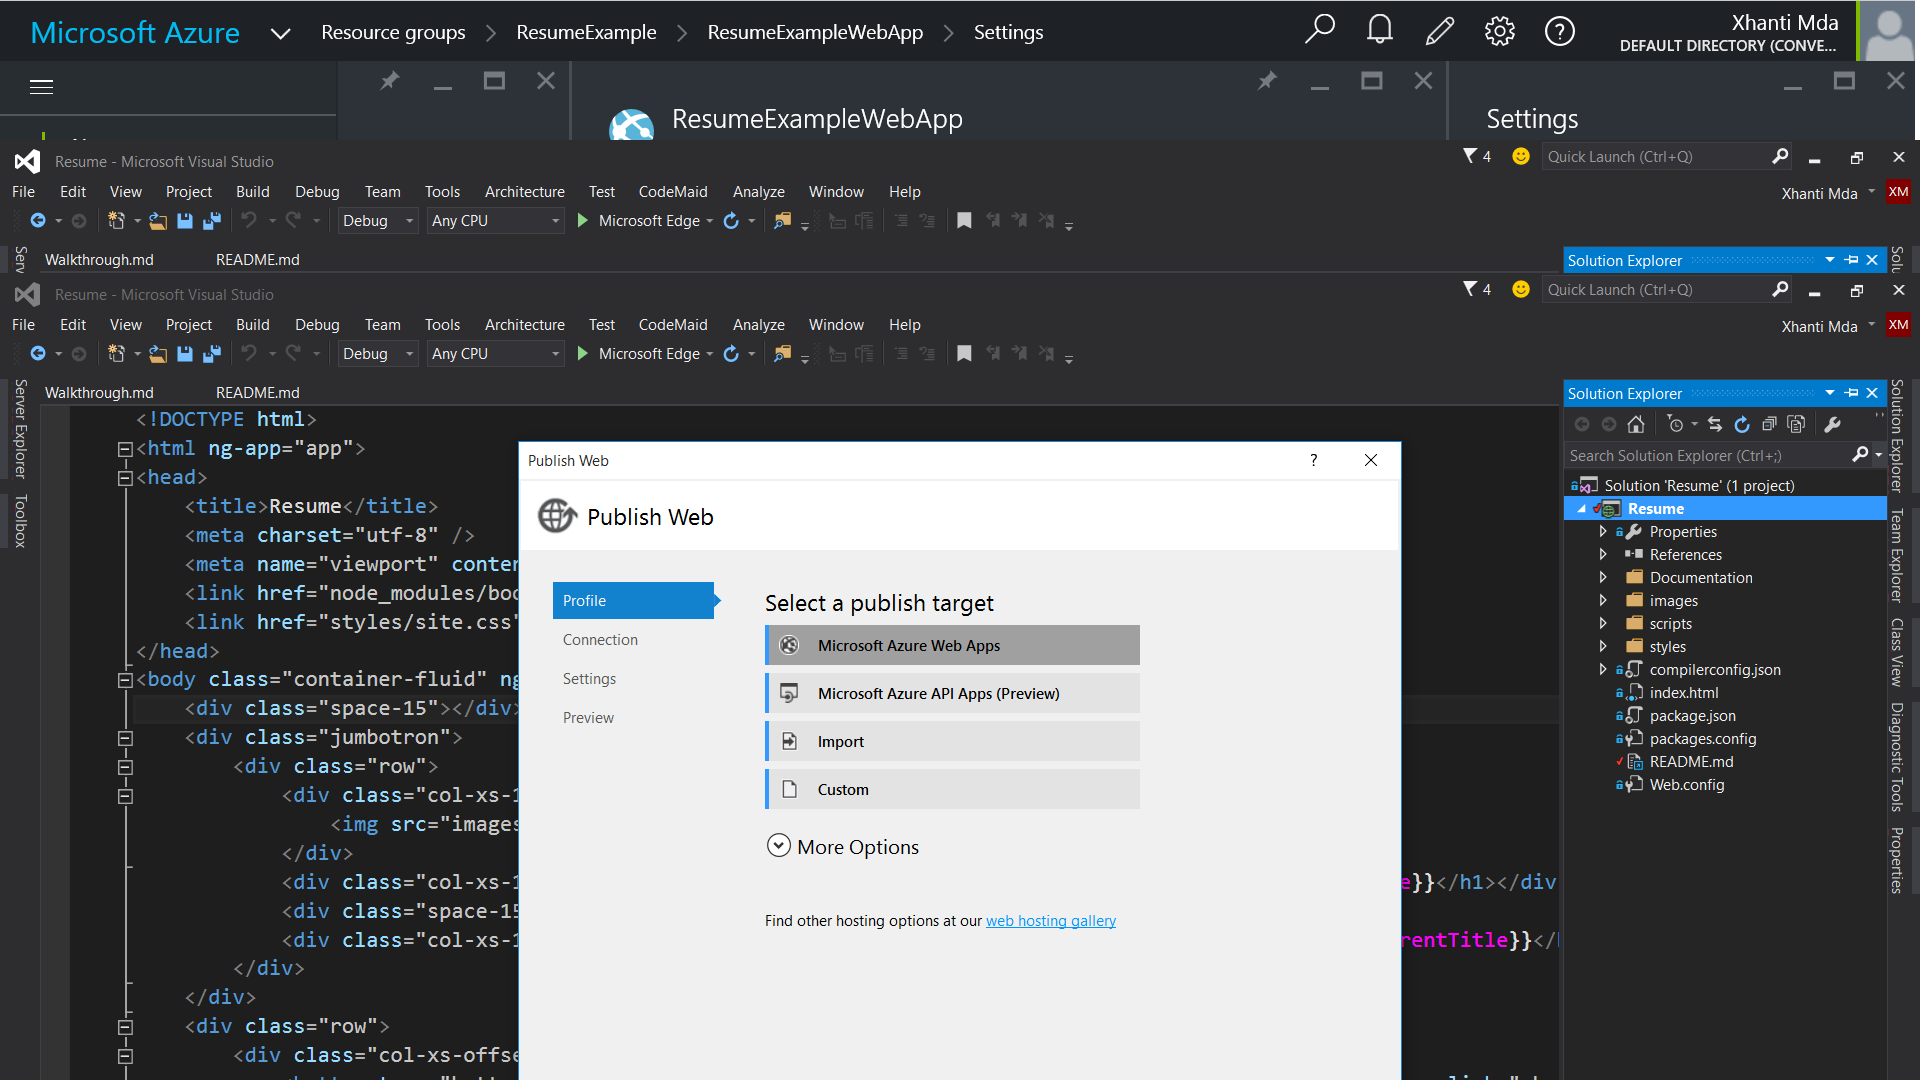 Microsoft Azure
Resource groups
ResumeExample
ResumeExampleWebApp
Settings
Xhanti Mda
DEFAULT DIRECTORY (CONVE...
ResumeExampleWebApp
Settings
Resume - Microsoft Visual Studio
4
Quick Launch (Ctrl+Q)
File Edit View Project Build Debug Team Tools Architecture Test CodeMaid Analyze Window Help
Xhanti Mda XM
Debug Any CPU Microsoft Edge
Walkthrough.md README.md
Solution Explorer
Resume - Microsoft Visual Studio
4
Quick Launch (Ctrl+Q)
File Edit View Project Build Debug Team Tools Architecture Test CodeMaid Analyze Window Help
Xhanti Mda XM
Debug Any CPU Microsoft Edge
Walkthrough.md README.md
Server Explorer
Toolbox
<!DOCTYPE html>
<html ng-app="app">
<head>
<title>Resume</title>
<meta charset="utf-8" />
<meta name="viewport" conten
<link href="node_modules/boo
<link href="styles/site.css"
</head>
<body class="container-fluid" ng
<div class="space-15"></div>
<div class="jumbotron">
<div class="row">
<div class="col-xs-1
<img src="images
</div>
<div class="col-xs-1
e}}</h1></div
<div class="space-15
<div class="col-xs-1
rentTitle}}</
</div>
</div>
<div class="row">
<div class="col-xs-offse
Publish Web
?
Publish Web
Profile
Connection
Settings
Preview
Select a publish target
Microsoft Azure Web Apps
Microsoft Azure API Apps (Preview)
Import
Custom
More Options
Find other hosting options at our web hosting gallery
Solution Explorer
Search Solution Explorer (Ctrl+;)
Solution 'Resume' (1 project)
Resume
Properties
References
Documentation
images
scripts
styles
compilerconfig.json
index.html
package.json
packages.config
README.md
Web.config
Solution Explorer
Team Explorer
Class View
Diagnostic Tools
Properties